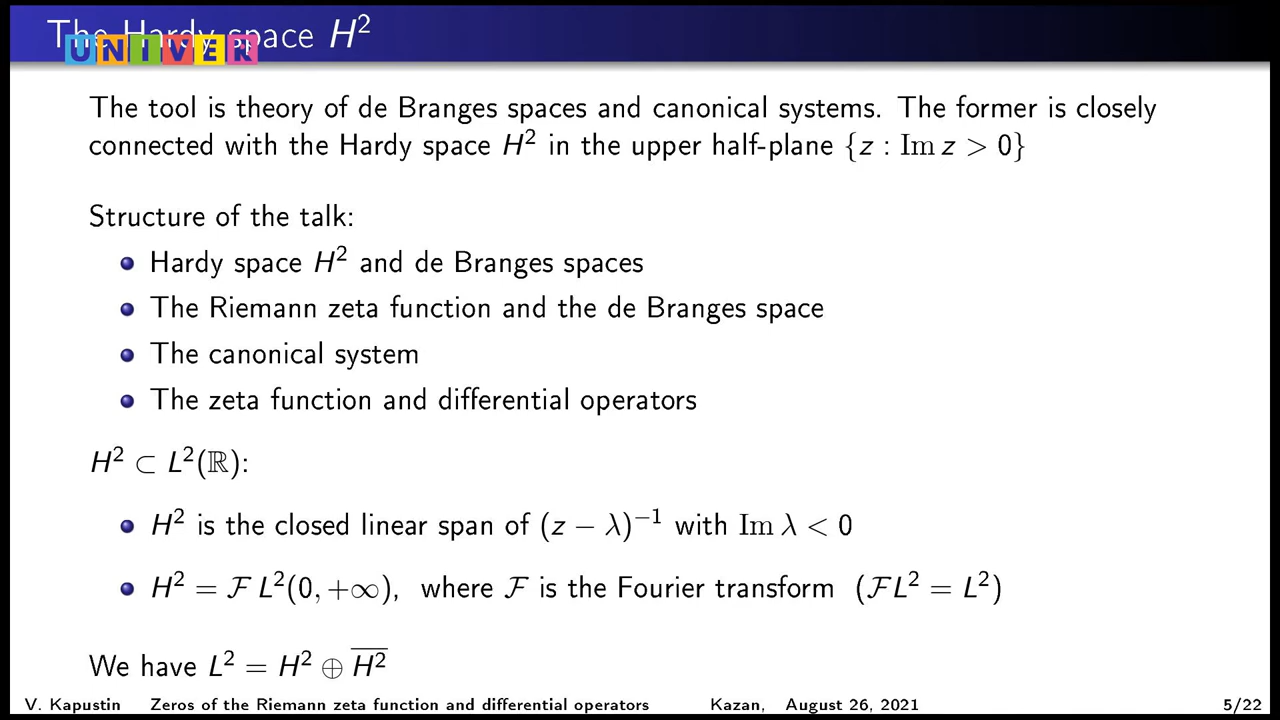 The Hardy space H²
UNIVER
The tool is theory of de Branges spaces and canonical systems. The former is closely
connected with the Hardy space H² in the upper half-plane {z : Im z > 0}
Structure of the talk:
Hardy space H² and de Branges spaces
The Riemann zeta function and the de Branges space
The canonical system
The zeta function and differential operators
H² ⊂ L²(ℝ):
H² is the closed linear span of (z − λ)⁻¹ with Im λ < 0
H² = ℱ L²(0, +∞), where ℱ is the Fourier transform (ℱL² = L²)
We have L² = H² ⊕ \overline{H²}
V. Kapustin Zeros of the Riemann zeta function and differential operators Kazan, August 26, 2021 5/22